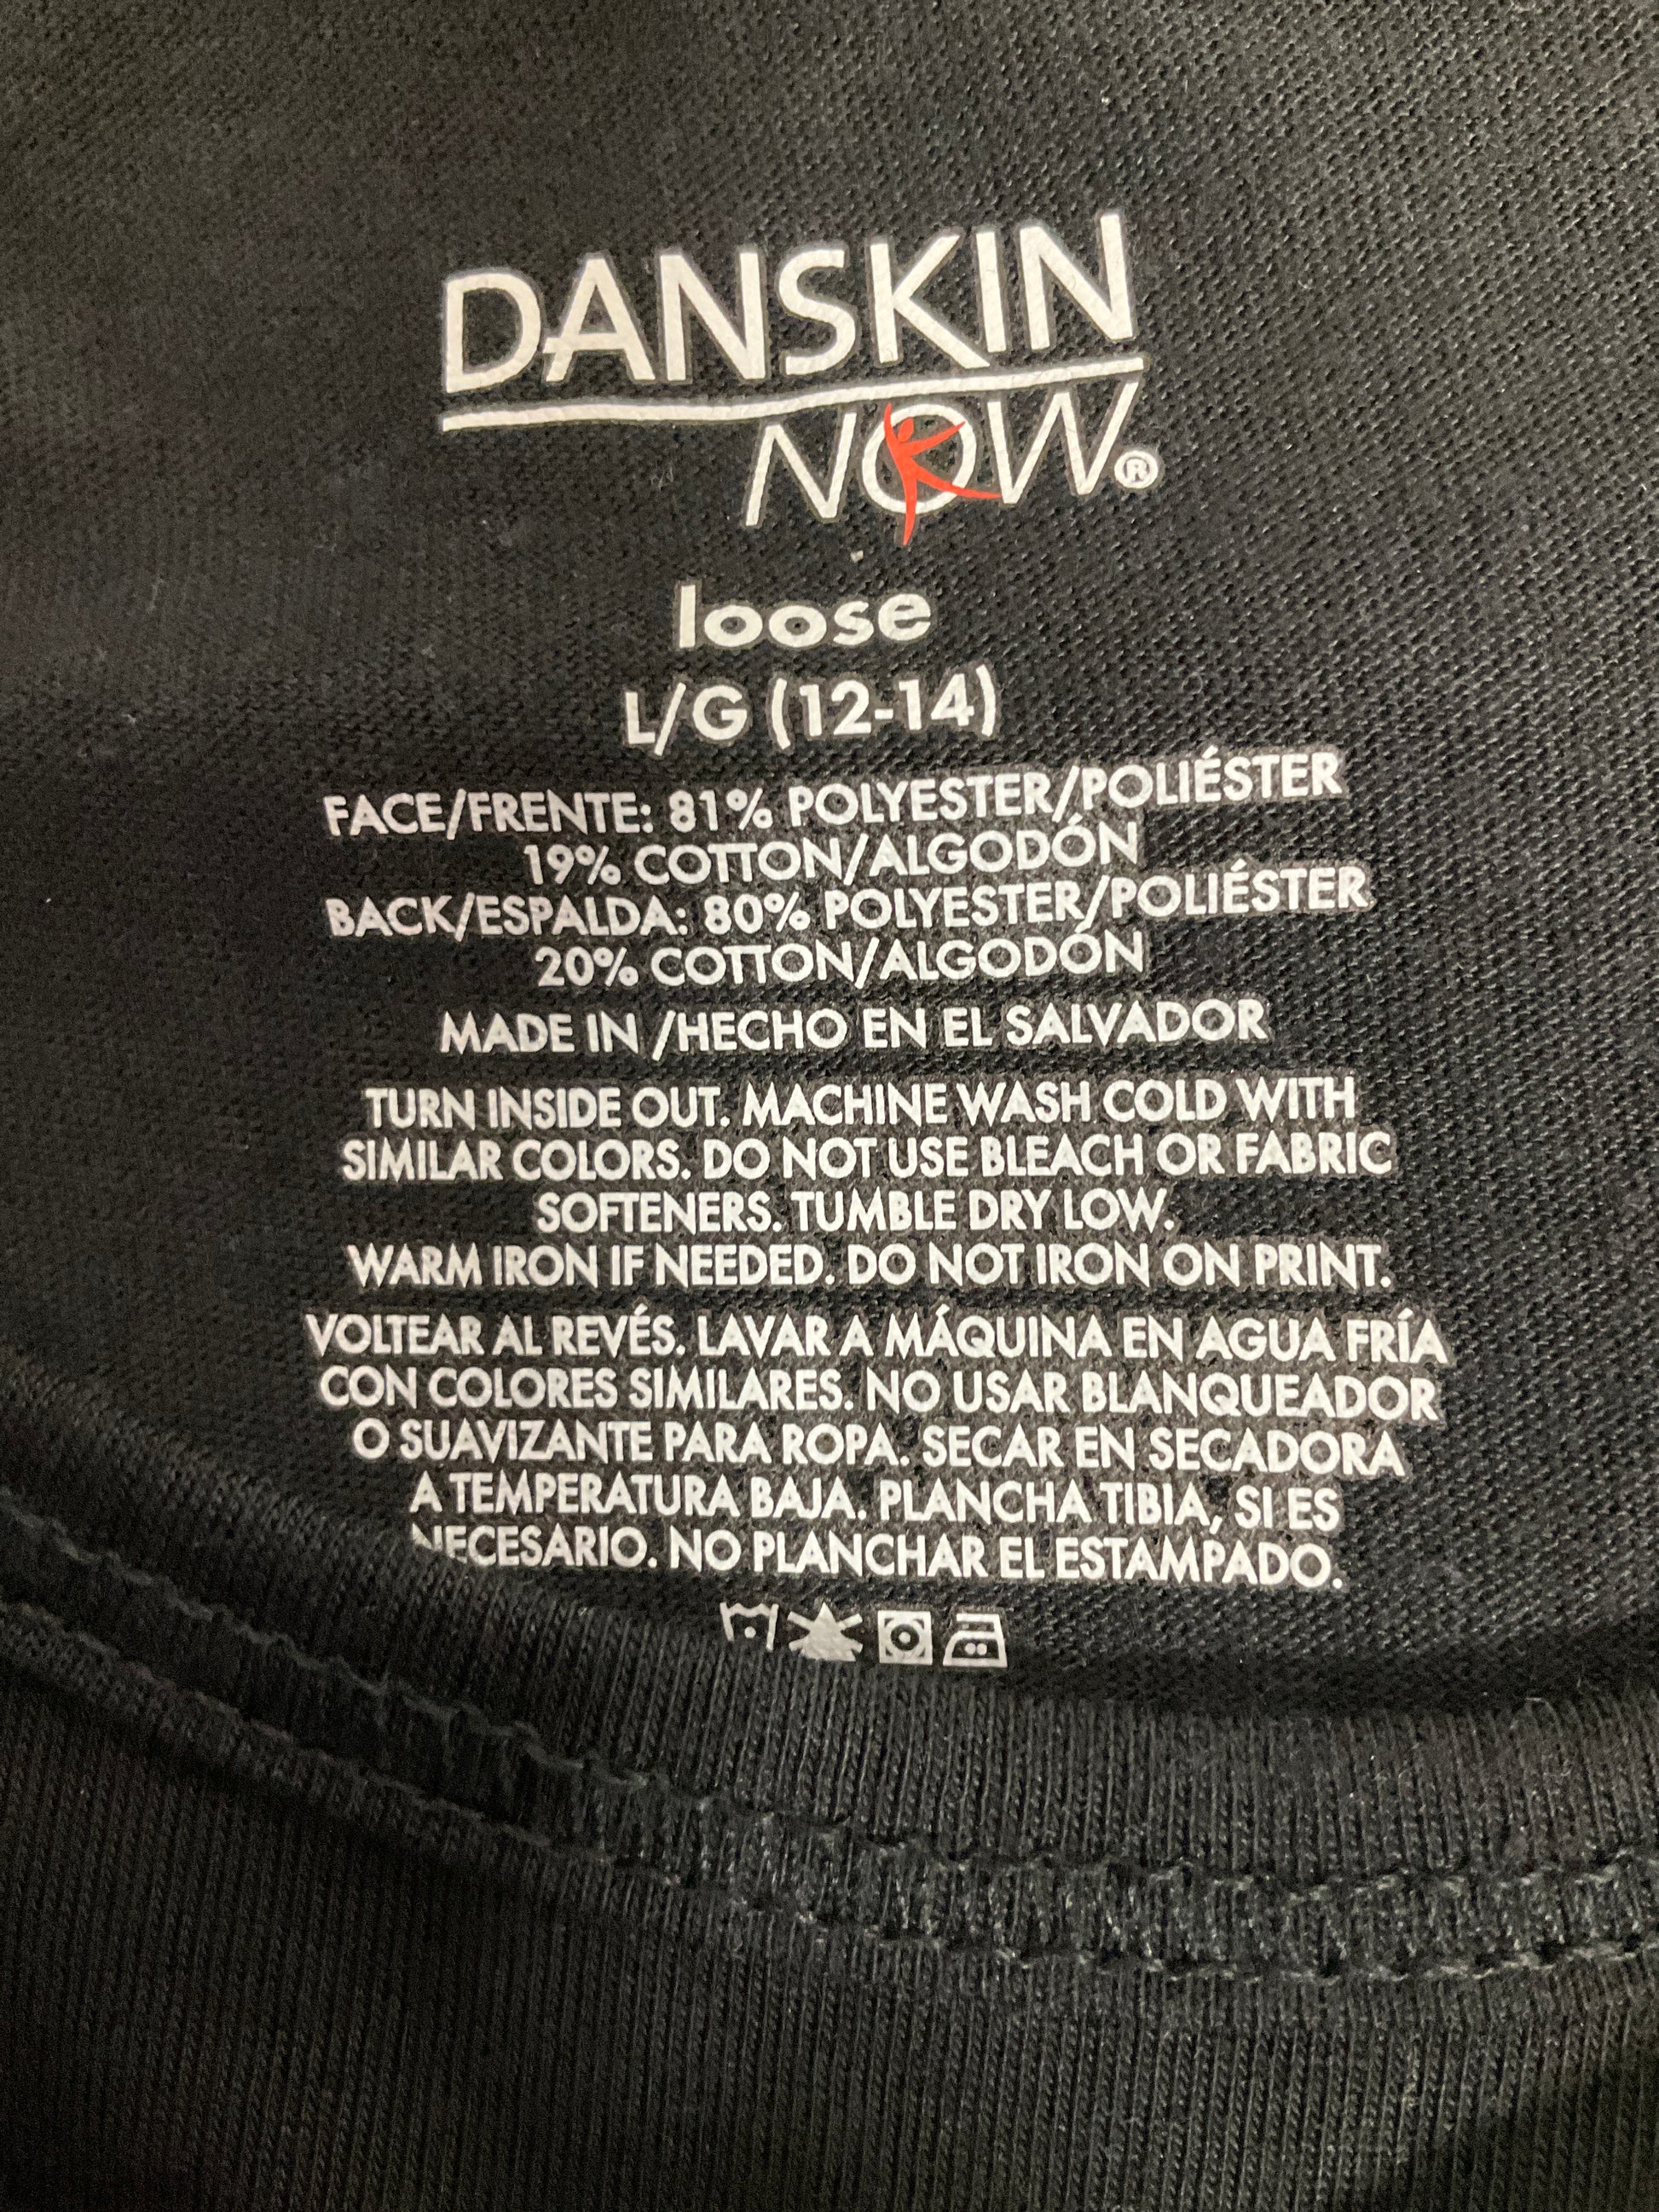 DANSKIN
NOW®
loose
L/G (12-14)
FACE/FRENTE: 81% POLYESTER/POLIÉSTER
19% COTTON/ALGODÓN
BACK/ESPALDA: 80% POLYESTER/POLIÉSTER
20% COTTON/ALGODÓN
MADE IN /HECHO EN EL SALVADOR
TURN INSIDE OUT. MACHINE WASH COLD WITH
SIMILAR COLORS. DO NOT USE BLEACH OR FABRIC
SOFTENERS. TUMBLE DRY LOW.
WARM IRON IF NEEDED. DO NOT IRON ON PRINT.
VOLTEAR AL REVÉS. LAVAR A MÁQUINA EN AGUA FRÍA
CON COLORES SIMILARES. NO USAR BLANQUEADOR
O SUAVIZANTE PARA ROPA. SECAR EN SECADORA
A TEMPERATURA BAJA. PLANCHA TIBIA, SI ES
NECESARIO. NO PLANCHAR EL ESTAMPADO.